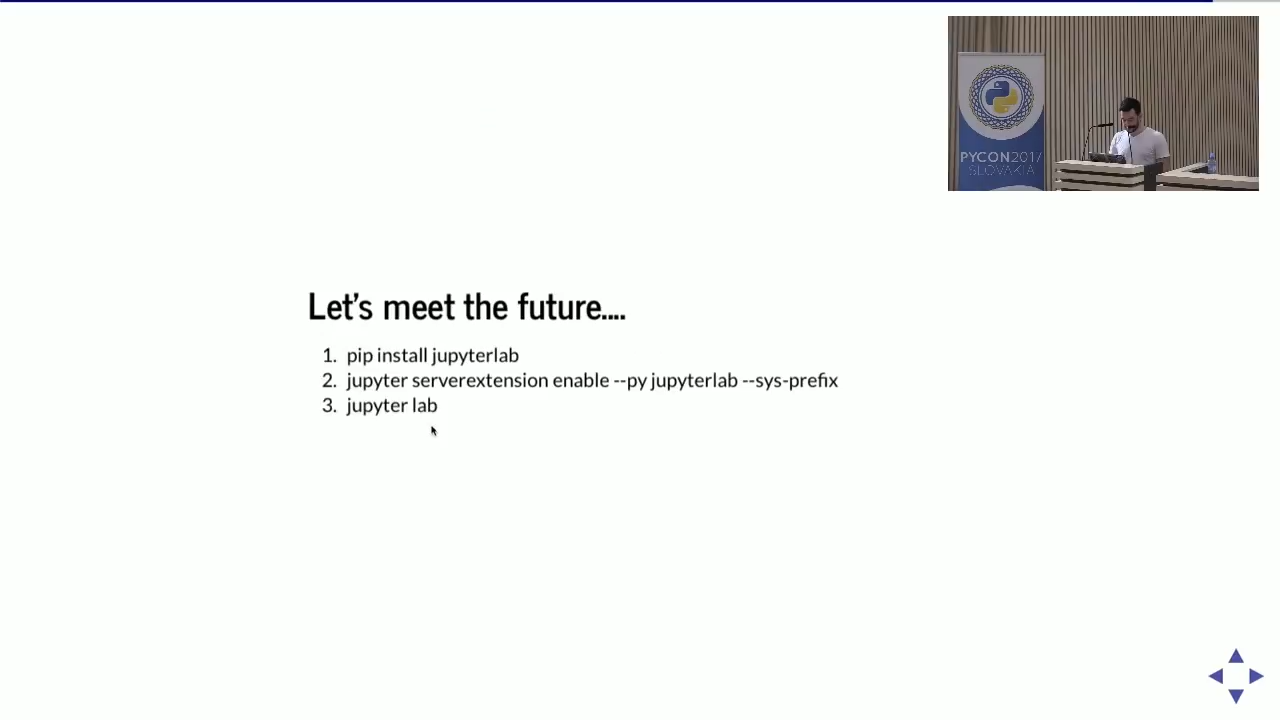 PYCON2017
SLOVAKIA
Let's meet the future....
1. pip install jupyterlab
2. jupyter serverextension enable --py jupyterlab --sys-prefix
3. jupyter lab